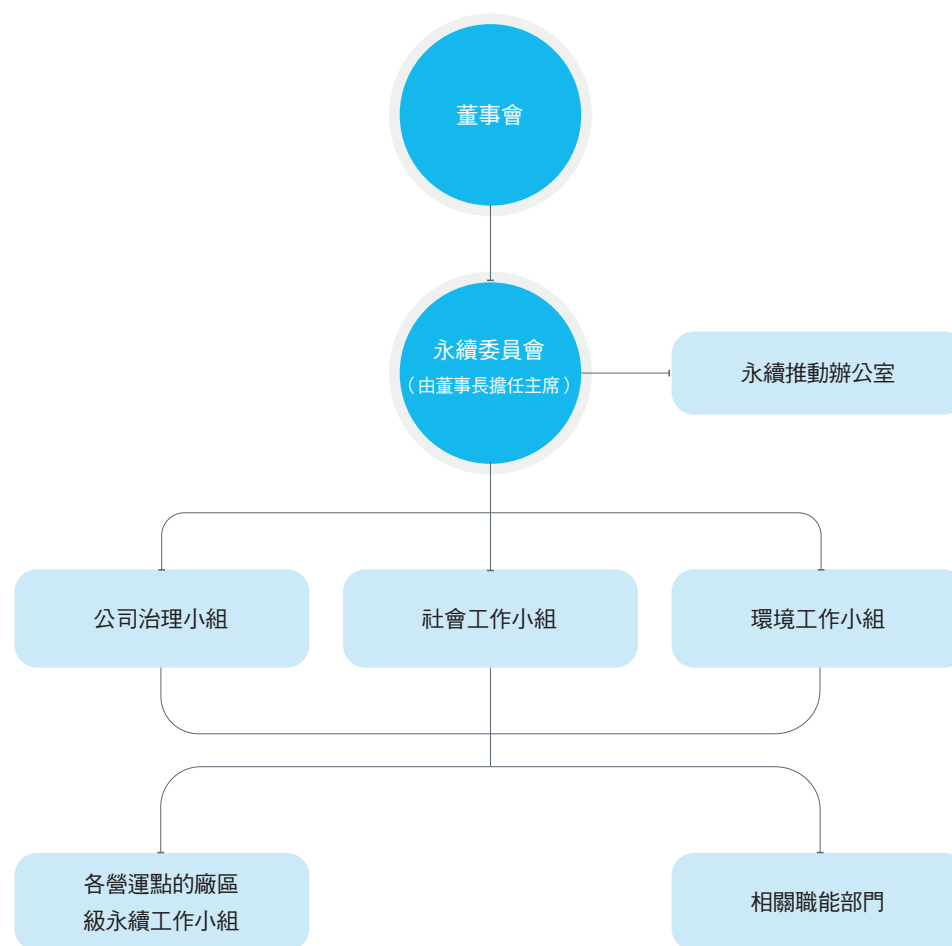 董事會
永續委員會
（由董事長擔任主席）
永續推動辦公室
公司治理小組
社會工作小組
環境工作小組
各營運點的廠區
級永續工作小組
相關職能部門